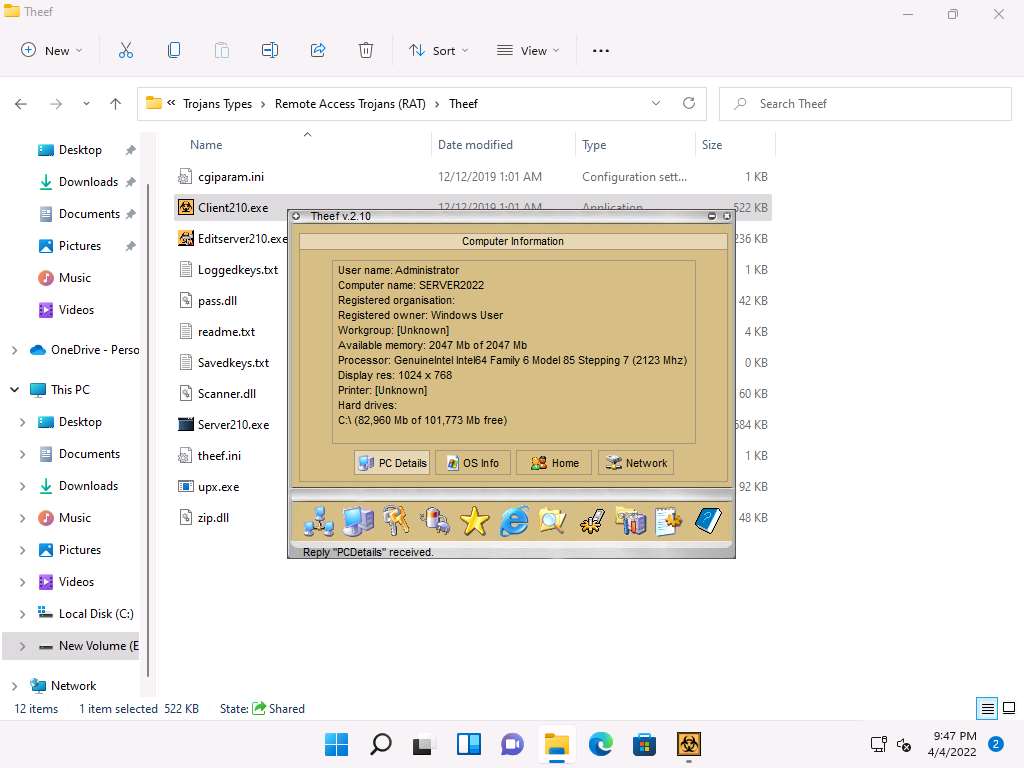 Theef
New
Sort
View
« Trojans Types > Remote Access Trojans (RAT) > Theef
Search Theef
Name
Date modified
Type
Size
Desktop
Downloads
Documents
Pictures
Music
Videos
OneDrive - Perso
This PC
Desktop
Documents
Downloads
Music
Pictures
Videos
Local Disk (C:)
New Volume (E
Network
cgiparam.ini 12/12/2019 1:01 AM Configuration sett... 1 KB
Client210.exe 12/12/2019 1:01 AM Application 522 KB
Editserver210.exe 236 KB
Loggedkeys.txt 1 KB
pass.dll 42 KB
readme.txt 4 KB
Savedkeys.txt 0 KB
Scanner.dll 60 KB
Server210.exe 584 KB
theef.ini 1 KB
upx.exe 92 KB
zip.dll 48 KB
Theef v.2.10
Computer Information
User name: Administrator
Computer name: SERVER2022
Registered organisation:
Registered owner: Windows User
Workgroup: [Unknown]
Available memory: 2047 Mb of 2047 Mb
Processor: GenuineIntel Intel64 Family 6 Model 85 Stepping 7 (2123 Mhz)
Display res: 1024 x 768
Printer: [Unknown]
Hard drives:
C:\ (82,960 Mb of 101,773 Mb free)
PC Details
OS Info
Home
Network
Reply "PCDetails" received.
12 items
1 item selected 522 KB
State: Shared
9:47 PM
4/4/2022
2